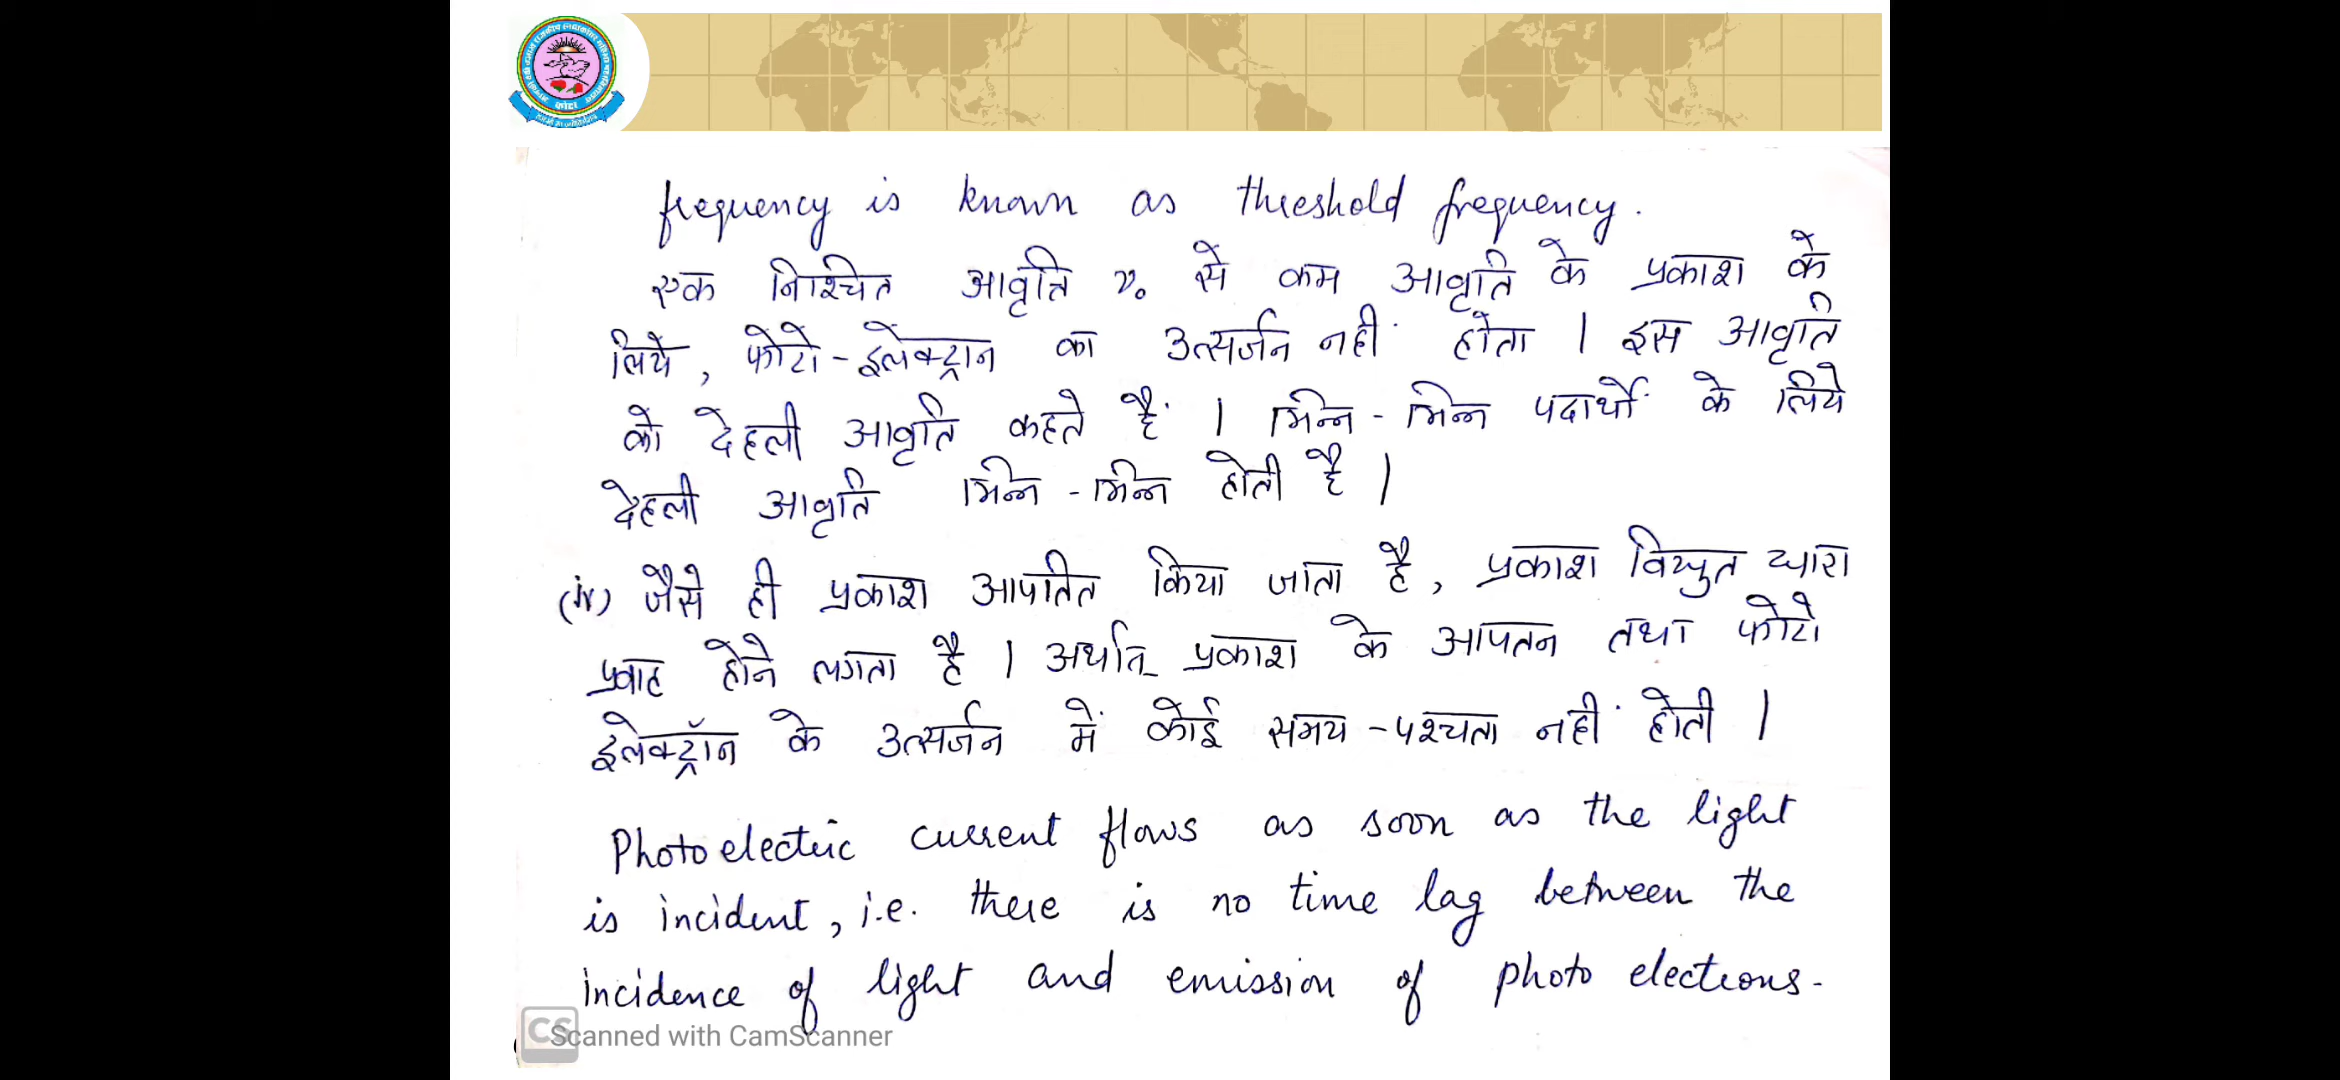 frequency is known as threshold frequency.
एक निश्चित आवृति ν₀ से कम आवृति के प्रकाश के
लिये, फोटो-इलेक्ट्रान का उत्सर्जन नहीं होता । इस आवृति
को देहली आवृति कहते हैं । भिन्न-भिन्न पदार्थों के लिये
देहली आवृति भिन्न-भिन्न होती है ।
(iv) जैसे ही प्रकाश आपतित किया जाता है, प्रकाश विद्युत धारा
प्रवाह होने लगता है । अर्थात् प्रकाश के आपतन तथा फोटो
इलेक्ट्रॉन के उत्सर्जन में कोई समय-पश्चता नहीं होती ।
Photo electric current flows as soon as the light
is incident, i.e. there is no time lag between the
incidence of light and emission of photo electrons.
CS
Scanned with CamScanner
कोटा